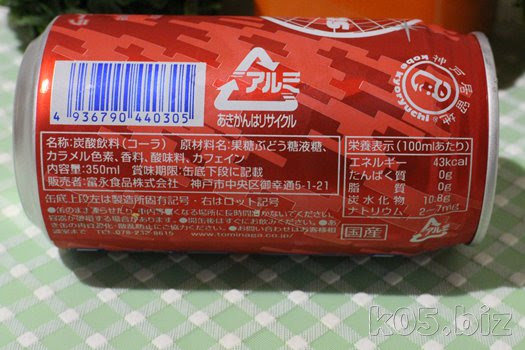 神戸居留地
kobe kyoryuchi
アルミ
あきかんはリサイクル
4 936790 440305
名称:炭酸飲料(コーラ) 原材料名:果糖ぶどう糖液糖、
カラメル色素、香料、酸味料、カフェイン
内容量:350ml 賞味期限:缶底下段に記載
販売者:富永食品株式会社 神戸市中央区御幸通5-1-21
栄養表示(100mlあたり)
エネルギー 43kcal
たんぱく質 0g
脂質 0g
炭水化物 10.8g
ナトリウム 2~7mg
缶底上段左は製造所固有記号・右はロット記号
国産
アルミ
k05.biz